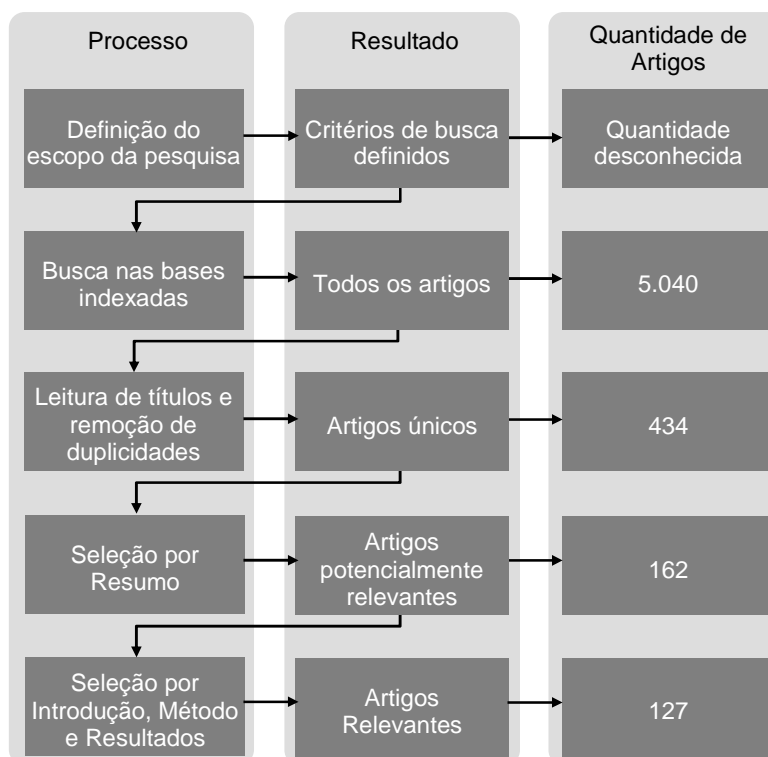 Processo
Resultado
Quantidade de
Artigos
Definição do
escopo da pesquisa
Critérios de busca
definidos
Quantidade
desconhecida
Busca nas bases
indexadas
Todos os artigos
5.040
Leitura de títulos e
remoção de
duplicidades
Artigos únicos
434
Seleção por
Resumo
Artigos
potencialmente
relevantes
162
Seleção por
Introdução, Método
e Resultados
Artigos
Relevantes
127